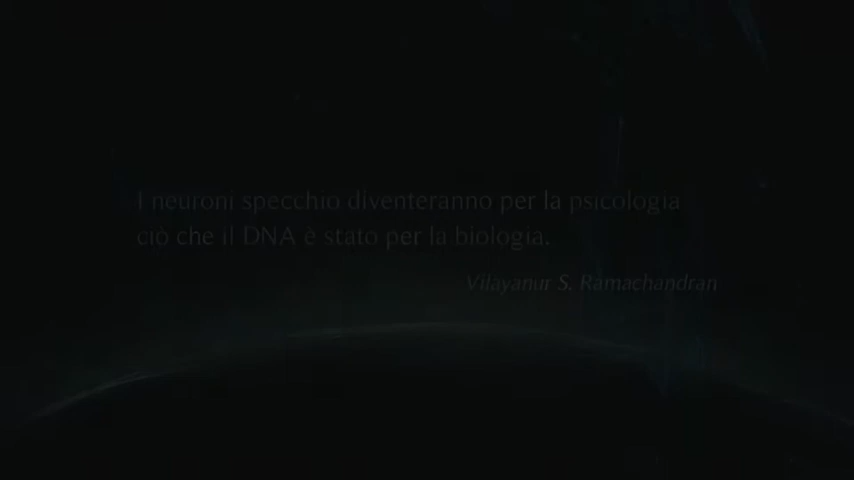 I neuroni specchio diventeranno per la psicologia
ciò che il DNA è stato per la biologia.
Vilayanur S. Ramachandran